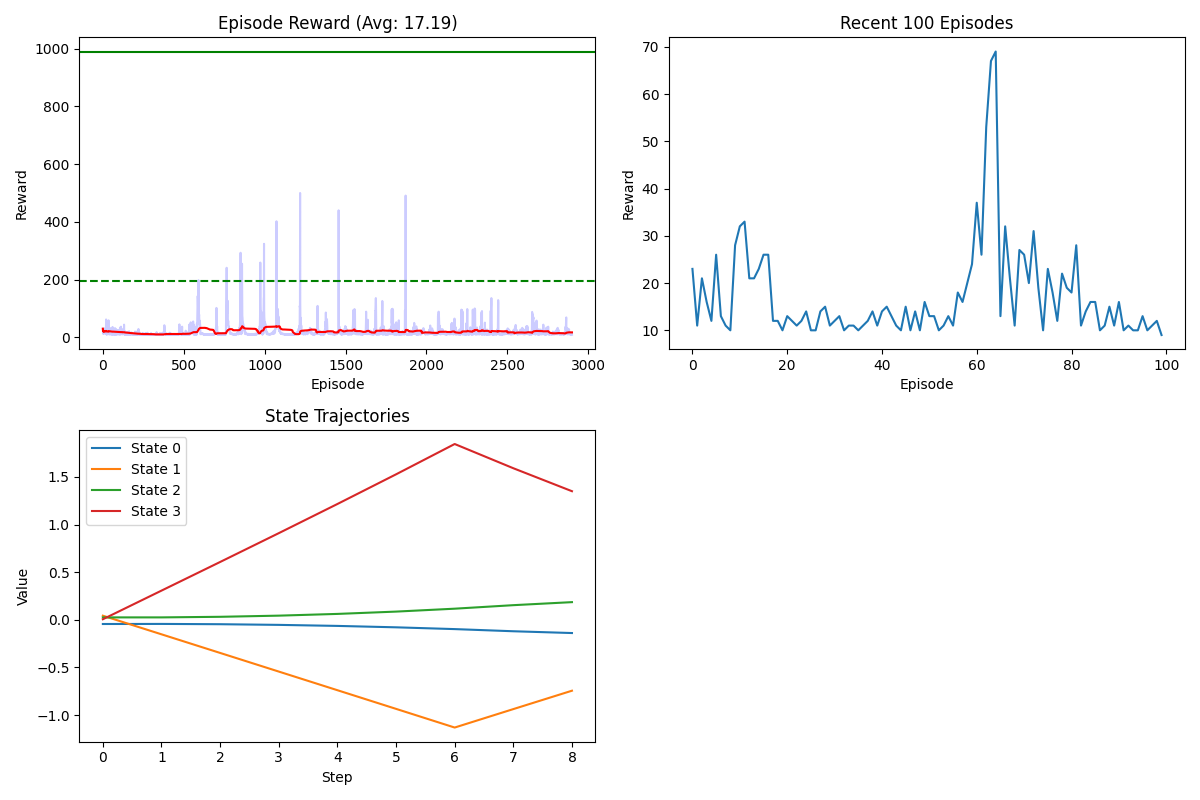 Episode Reward (Avg: 17.19)
Reward
1000
800
600
400
200
0
0 500 1000 1500 2000 2500 3000
Episode
Recent 100 Episodes
Reward
70
60
50
40
30
20
10
0 20 40 60 80 100
Episode
State Trajectories
State 0
State 1
State 2
State 3
Value
1.5
1.0
0.5
0.0
−0.5
−1.0
0 1 2 3 4 5 6 7 8
Step